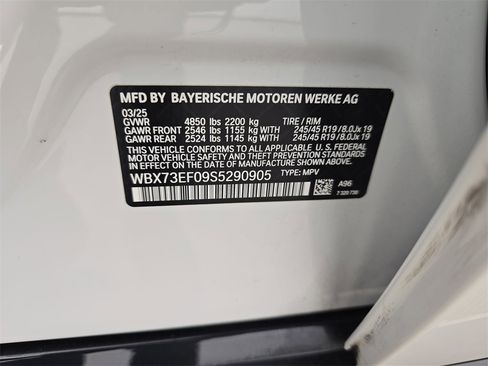 MFD BY BAYERISCHE MOTOREN WERKE AG
03/25
GVWR 4850 lbs 2200 kg TIRE / RIM
GAWR FRONT 2546 lbs 1155 kg WITH 245/45 R19 / 8.0Jx 19
GAWR REAR 2524 lbs 1145 kg WITH 245/45 R19 / 8.0Jx 19
THIS VEHICLE CONFORMS TO ALL APPLICABLE U.S. FEDERAL
MOTOR VEHICLE SAFETY, BUMPER, AND THEFT PREVENTION
STANDARDS IN EFFECT ON THE DATE OF MANUFACTURE SHOWN ABOVE.
WBX73EF09S5290905 TYPE: MPV A96